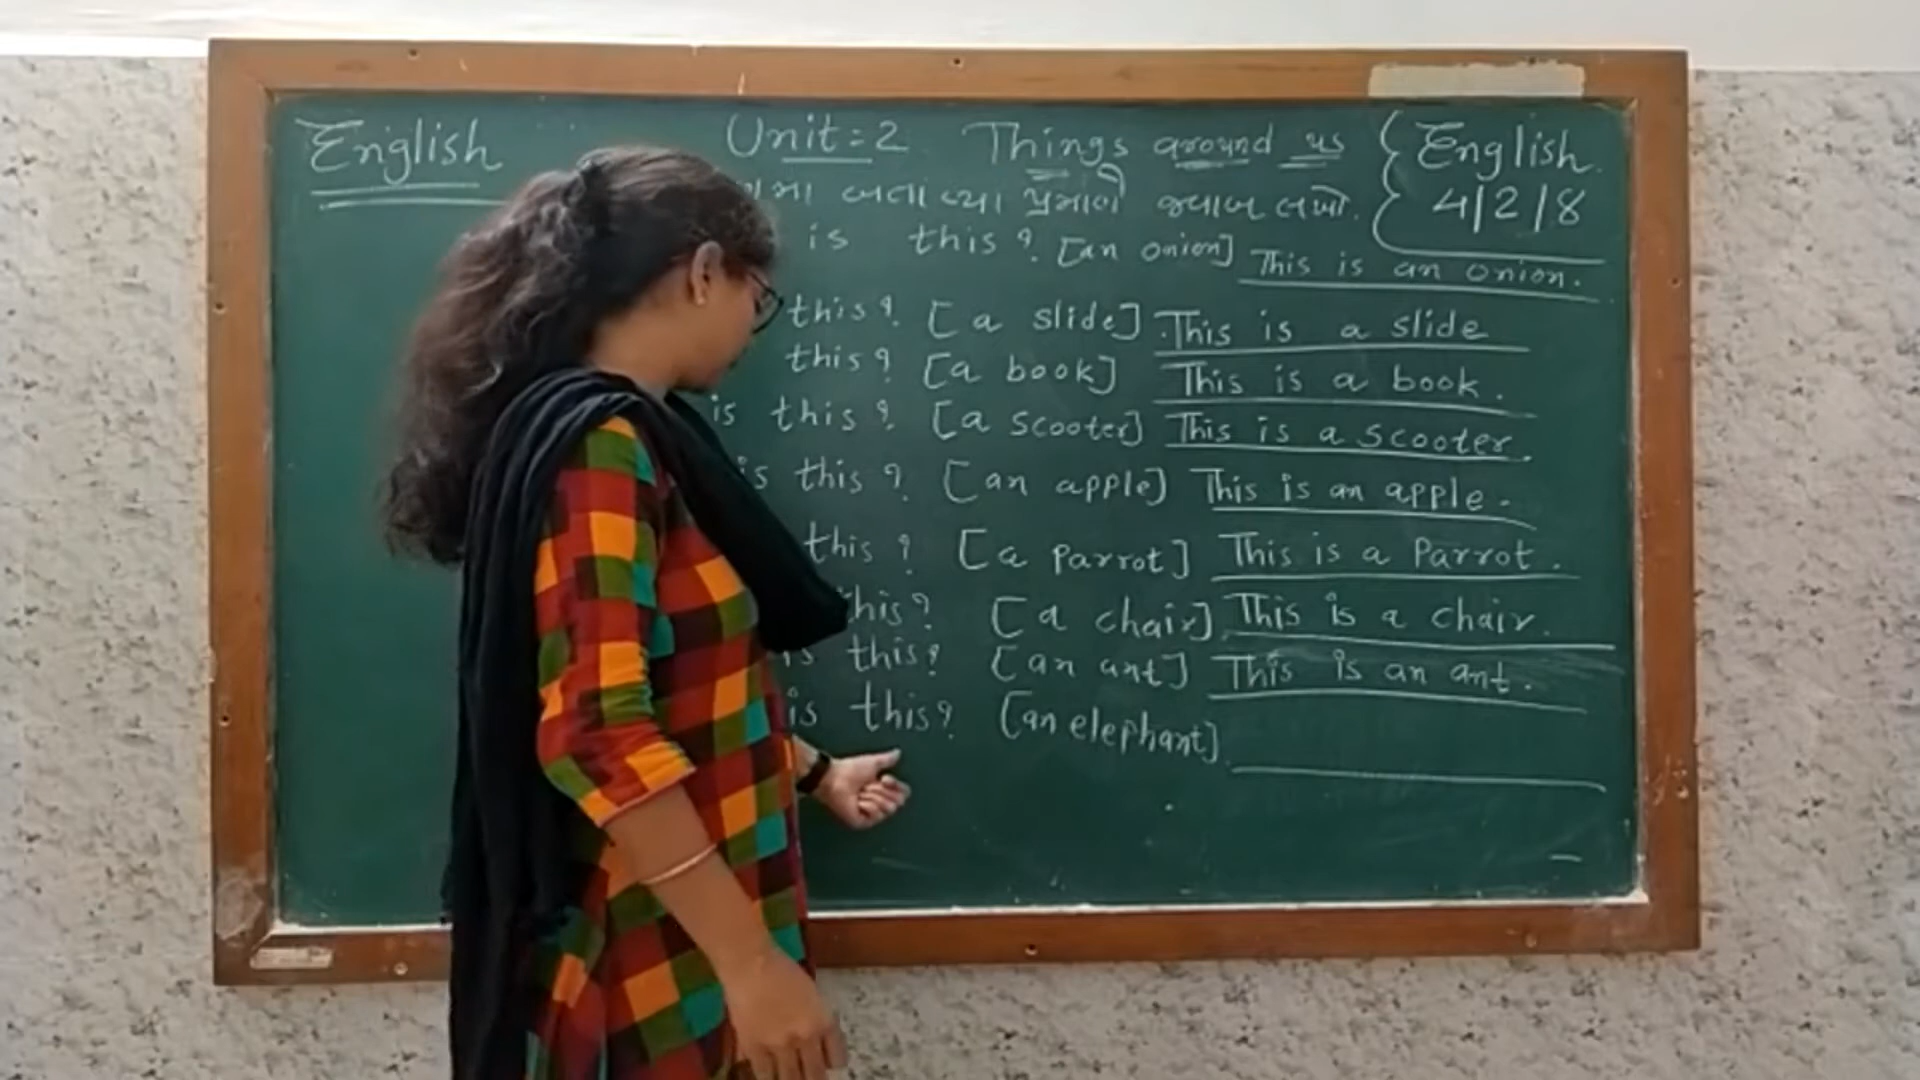 English Unit = 2 Things around us English.
4/2/8
બતાવ્યા પ્રમાણે જવાબ લખો.
is this? [an onion] This is an onion.
this? [a slide] This is a slide
this? [a book] This is a book.
is this? [a scooter] This is a scooter.
is this? [an apple] This is an apple.
this? [a parrot] This is a Parrot.
this? [a chair] This is a chair.
is this? [an ant] This is an ant.
is this? [an elephant]